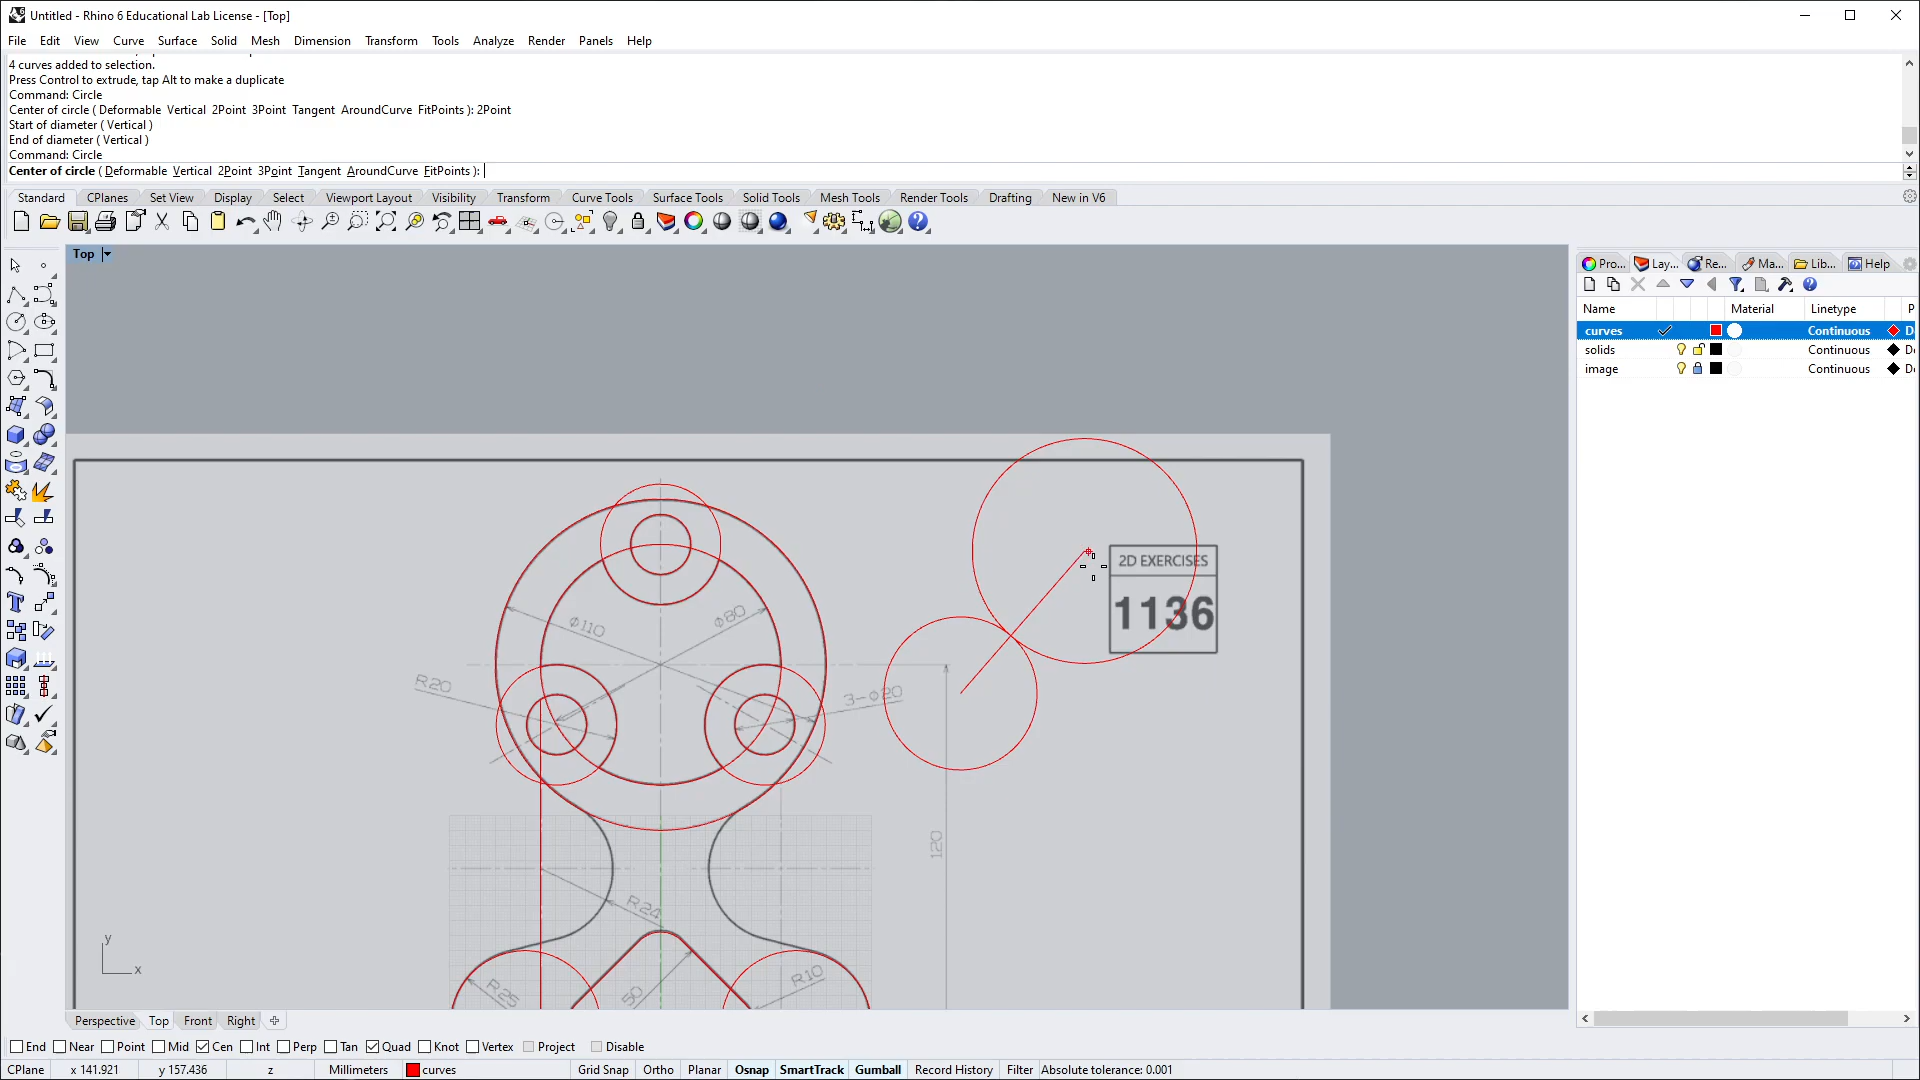 Untitled - Rhino 6 Educational Lab License - [Top]
File Edit View Curve Surface Solid Mesh Dimension Transform Tools Analyze Render Panels Help
4 curves added to selection.
Press Control to extrude, tap Alt to make a duplicate
Command: Circle
Center of circle ( Deformable Vertical 2Point 3Point Tangent AroundCurve FitPoints ): 2Point
Start of diameter ( Vertical )
End of diameter ( Vertical )
Command: Circle
Center of circle ( Deformable Vertical 2Point 3Point Tangent AroundCurve FitPoints ):
Standard CPlanes Set View Display Select Viewport Layout Visibility Transform Curve Tools Surface Tools Solid Tools Mesh Tools Render Tools Drafting New in V6
Top
Pro... Lay... Re... Ma... Lib... Help
Name Material Linetype P
curves Continuous D
solids Continuous D
image Continuous D
2D EXERCISES
1136
Φ110
Φ80
R20
3-Φ20
120
R24
R25
50
R10
y
x
Perspective Top Front Right
End Near Point Mid Cen Int Perp Tan Quad Knot Vertex Project Disable
CPlane x 141.921 y 157.436 z Millimeters curves Grid Snap Ortho Planar Osnap SmartTrack Gumball Record History Filter Absolute tolerance: 0.001